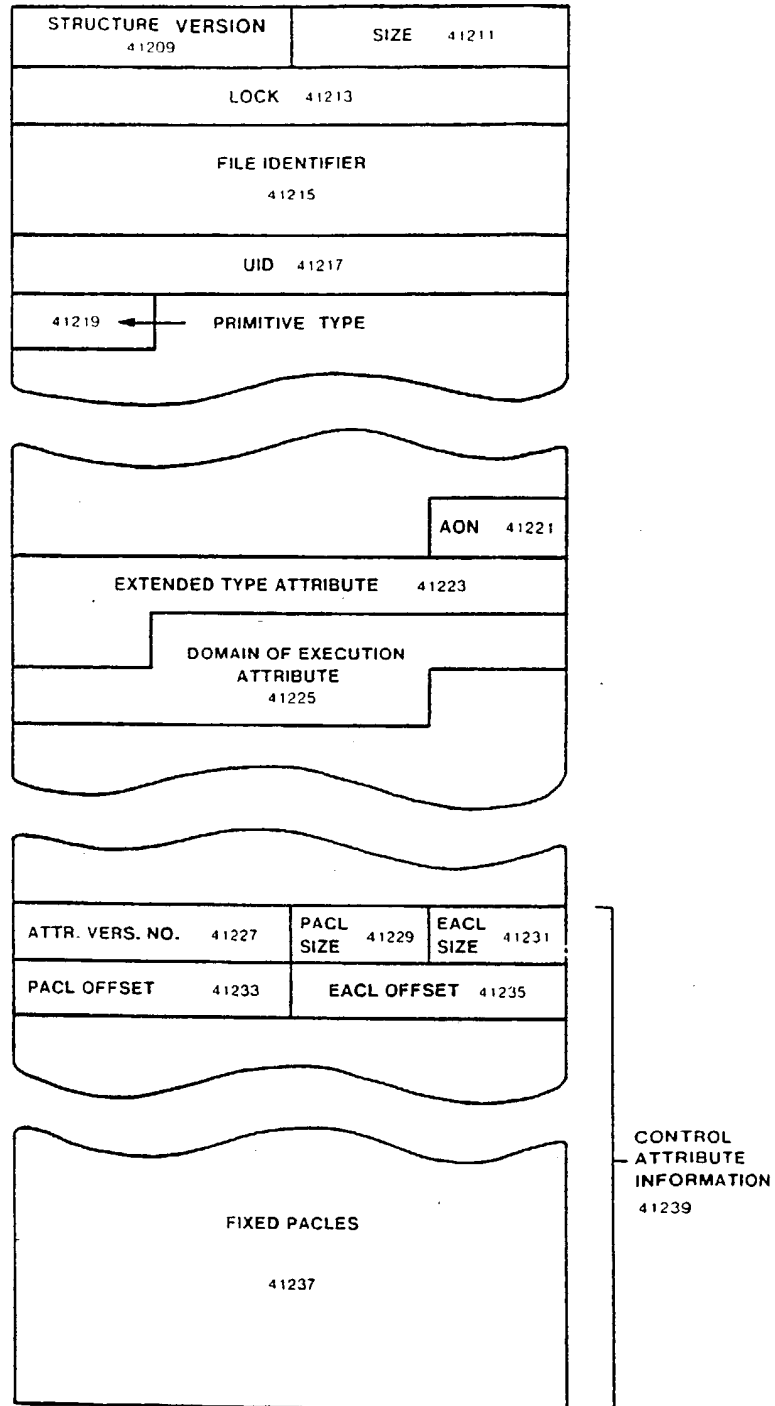 STRUCTURE VERSION
41209
SIZE 41211
LOCK 41213
FILE IDENTIFIER
41215
UID 41217
41219 PRIMITIVE TYPE
AON 41221
EXTENDED TYPE ATTRIBUTE 41223
DOMAIN OF EXECUTION
ATTRIBUTE
41225
ATTR. VERS. NO. 41227
PACL
SIZE 41229
EACL
SIZE 41231
PACL OFFSET 41233
EACL OFFSET 41235
FIXED PACLES
41237
CONTROL
ATTRIBUTE
INFORMATION
41239